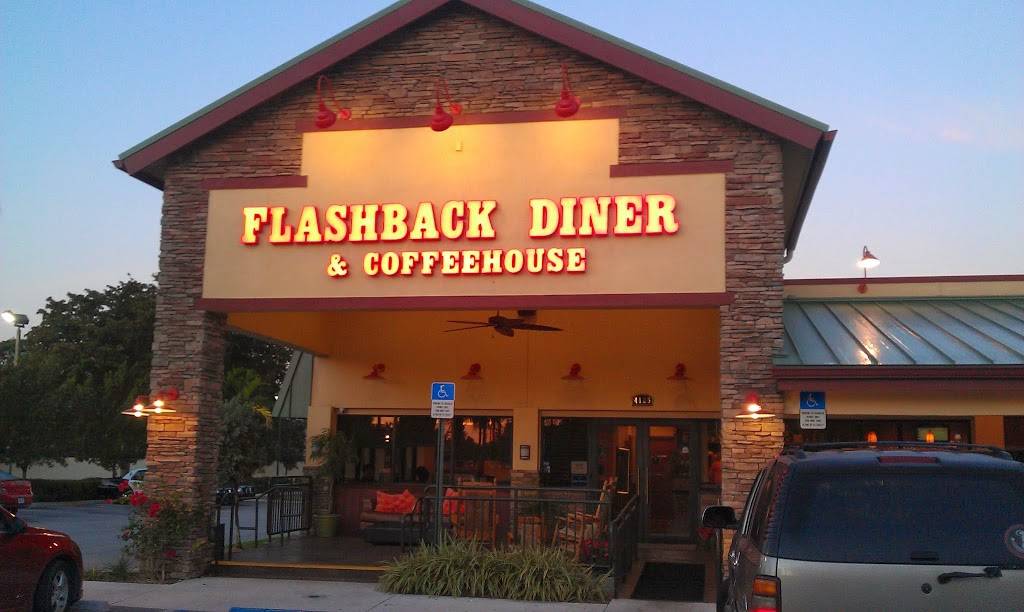 FLASHBACK DINER
& COFFEEHOUSE